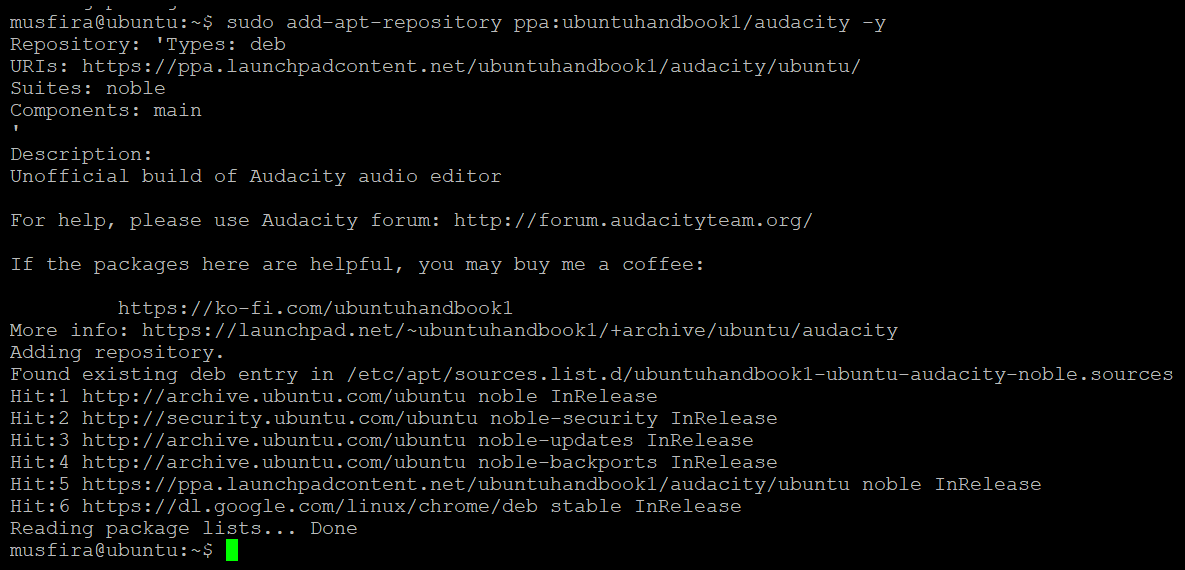 musfira@ubuntu:~$ sudo add-apt-repository ppa:ubuntuhandbook1/audacity -y
Repository: 'Types: deb
URIs: https://ppa.launchpadcontent.net/ubuntuhandbook1/audacity/ubuntu/
Suites: noble
Components: main
'
Description:
Unofficial build of Audacity audio editor
For help, please use Audacity forum: http://forum.audacityteam.org/
If the packages here are helpful, you may buy me a coffee:
https://ko-fi.com/ubuntuhandbook1
More info: https://launchpad.net/~ubuntuhandbook1/+archive/ubuntu/audacity
Adding repository.
Found existing deb entry in /etc/apt/sources.list.d/ubuntuhandbook1-ubuntu-audacity-noble.sources
Hit:1 http://archive.ubuntu.com/ubuntu noble InRelease
Hit:2 http://security.ubuntu.com/ubuntu noble-security InRelease
Hit:3 http://archive.ubuntu.com/ubuntu noble-updates InRelease
Hit:4 http://archive.ubuntu.com/ubuntu noble-backports InRelease
Hit:5 https://ppa.launchpadcontent.net/ubuntuhandbook1/audacity/ubuntu noble InRelease
Hit:6 https://dl.google.com/linux/chrome/deb stable InRelease
Reading package lists... Done
musfira@ubuntu:~$